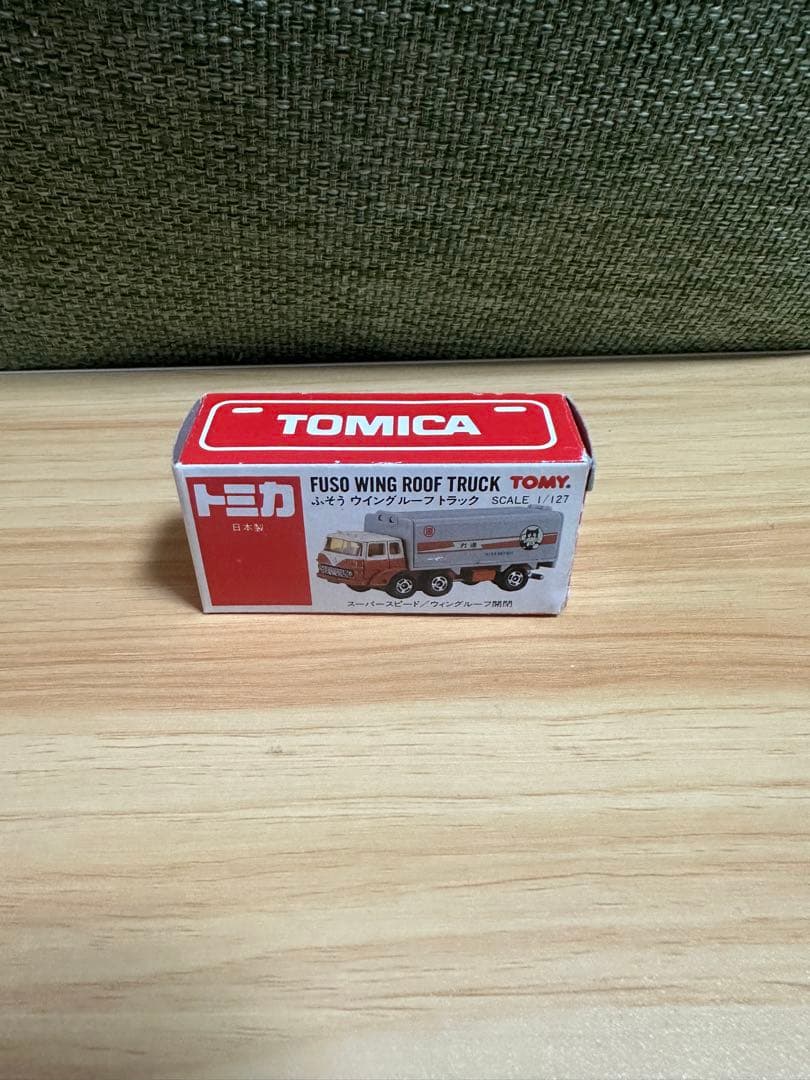 TOMICA
トミカ
日本製
FUSO WING ROOF TRUCK TOMY.
ふそう ウイングルーフトラック SCALE 1/127
スーパースピード/ウィングルーフ開閉